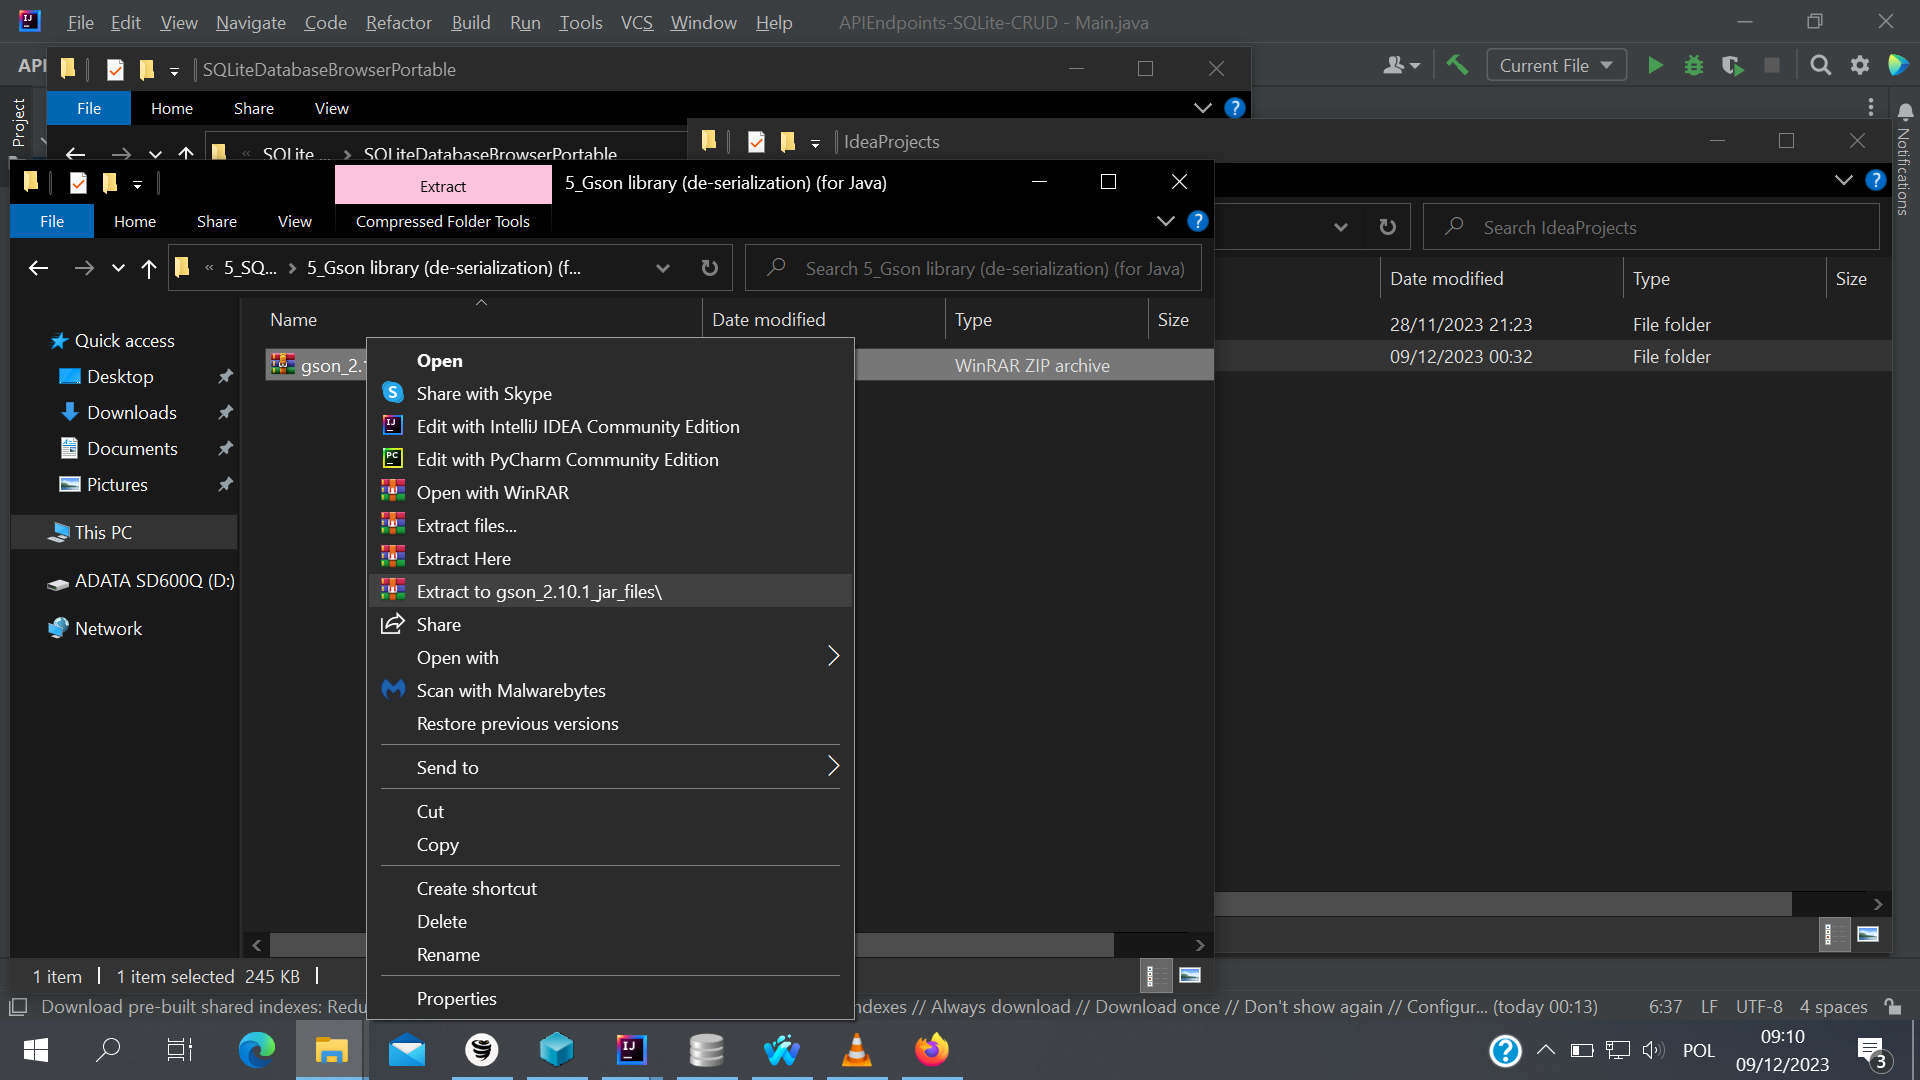 File Edit View Navigate Code Refactor Build Run Tools VCS Window Help APIEndpoints-SQLite-CRUD - Main.java
API
SQLiteDatabaseBrowserPortable
Current File
File Home Share View
Project
SQLite ... SQLiteDatabaseBrowserPortable
IdeaProjects
Notifications
Extract
5_Gson library (de-serialization) (for Java)
File Home Share View Compressed Folder Tools
Search IdeaProjects
« 5_SQ... 5_Gson library (de-serialization) (f...
Search 5_Gson library (de-serialization) (for Java)
Date modified Type Size
28/11/2023 21:23 File folder
09/12/2023 00:32 File folder
Name Date modified Type Size
gson_2.
WinRAR ZIP archive
Quick access
Desktop
Downloads
Documents
Pictures
This PC
ADATA SD600Q (D:)
Network
Open
Share with Skype
Edit with IntelliJ IDEA Community Edition
Edit with PyCharm Community Edition
Open with WinRAR
Extract files...
Extract Here
Extract to gson_2.10.1_jar_files\
Share
Open with
Scan with Malwarebytes
Restore previous versions
Send to
Cut
Copy
Create shortcut
Delete
Rename
Properties
1 item 1 item selected 245 KB
Download pre-built shared indexes: Redu
ndexes // Always download // Download once // Don't show again // Configur... (today 00:13) 6:37 LF UTF-8 4 spaces
POL
09:10
09/12/2023
3